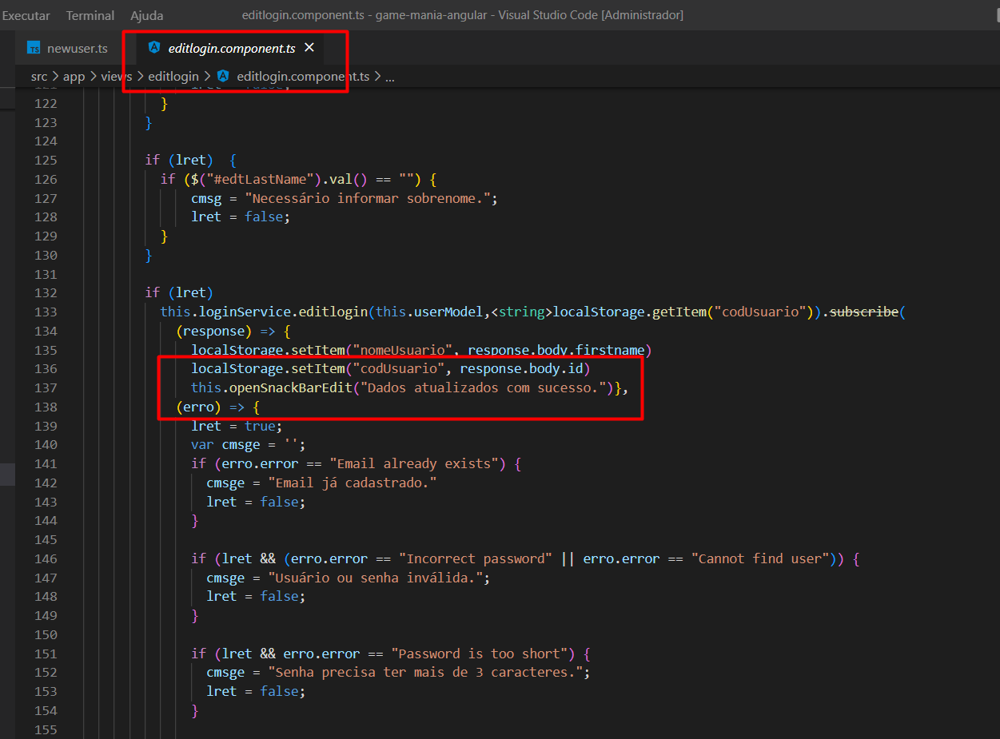 Executar Terminal Ajuda editlogin.component.ts - game-mania-angular - Visual Studio Code [Administrador]
TS newuser.ts editlogin.component.ts ×
src > app > views > editlogin > editlogin.component.ts > ...
121 lret = false;
122 }
123 }
124
125 if (lret)  {
126 if ($("#edtLastName").val() == "") {
127 cmsg = "Necessário informar sobrenome.";
128 lret = false;
129 }
130 }
131
132 if (lret)
133 this.loginService.editlogin(this.userModel,<string>localStorage.getItem("codUsuario")).subscribe(
134 (response) => {
135 localStorage.setItem("nomeUsuario", response.body.firstname)
136 localStorage.setItem("codUsuario", response.body.id)
137 this.openSnackBarEdit("Dados atualizados com sucesso.")},
138 (erro) => {
139 lret = true;
140 var cmsge = '';
141 if (erro.error == "Email already exists") {
142 cmsge = "Email já cadastrado."
143 lret = false;
144 }
145
146 if (lret && (erro.error == "Incorrect password" || erro.error == "Cannot find user")) {
147 cmsge = "Usuário ou senha inválida.";
148 lret = false;
149 }
150
151 if (lret && erro.error == "Password is too short") {
152 cmsge = "Senha precisa ter mais de 3 caracteres.";
153 lret = false;
154 }
155